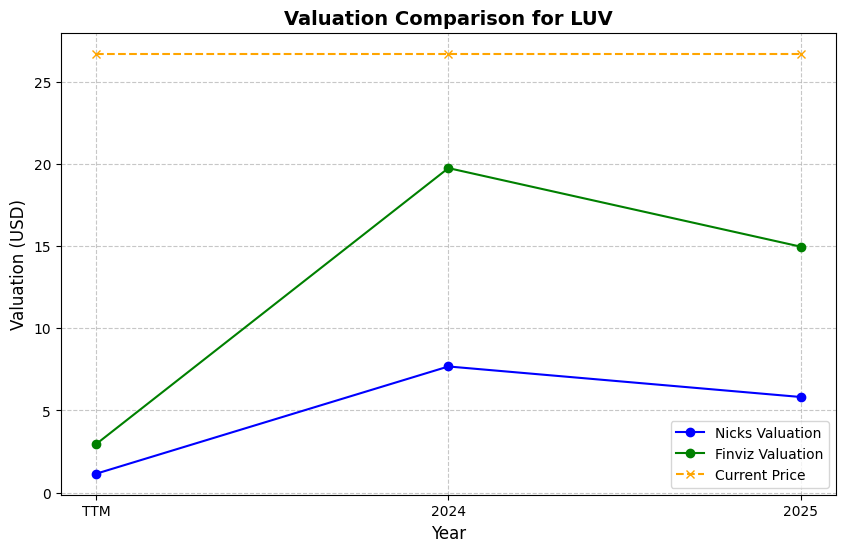 Valuation Comparison for LUV
Valuation (USD)
25
20
15
10
5
0
TTM
2024
2025
Year
Nicks Valuation
Finviz Valuation
Current Price